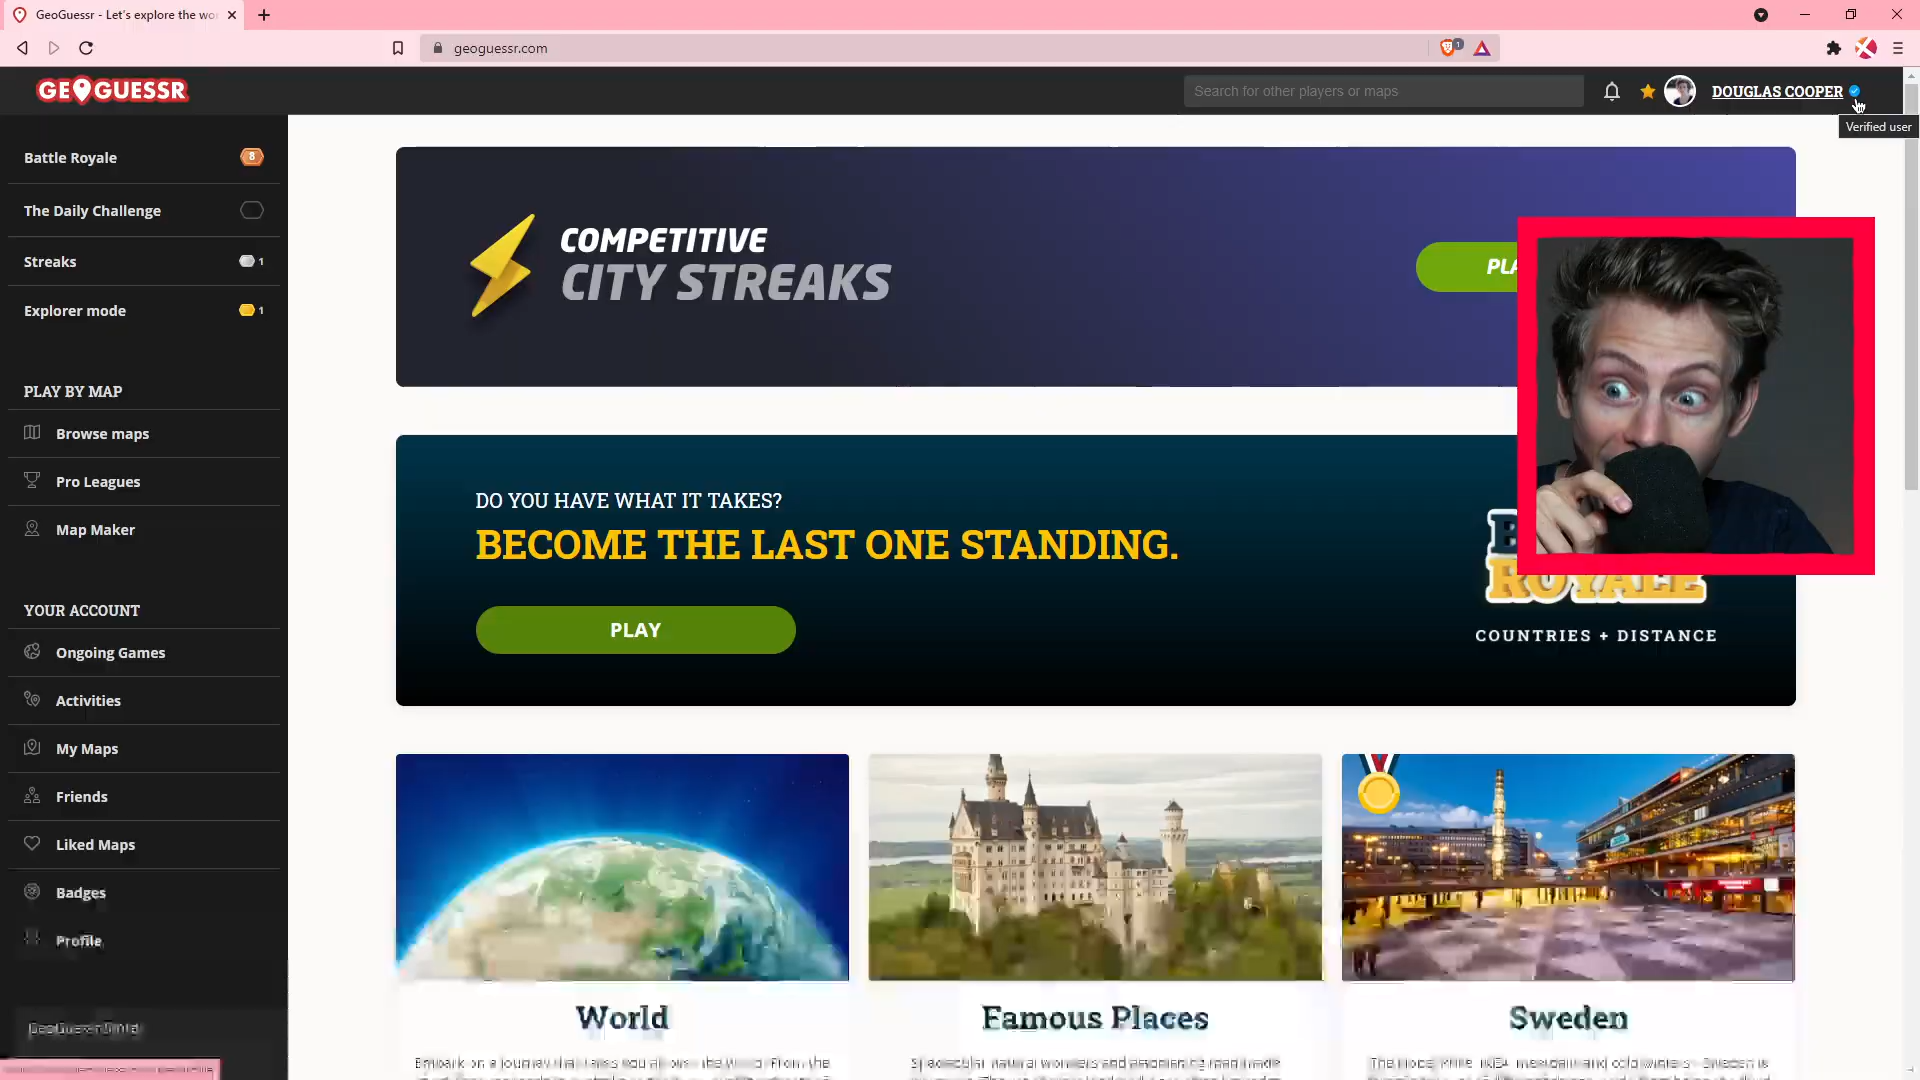 GeoGuessr - Let's explore the wo
geoguessr.com
1
GEOGUESSR
Search for other players or maps
DOUGLAS COOPER
Verified user
Battle Royale
8
The Daily Challenge
Streaks
1
Explorer mode
1
PLAY BY MAP
Browse maps
Pro Leagues
Map Maker
YOUR ACCOUNT
Ongoing Games
Activities
My Maps
Friends
Liked Maps
Badges
Profile
COMPETITIVE
CITY STREAKS
PLA
DO YOU HAVE WHAT IT TAKES?
BECOME THE LAST ONE STANDING.
PLAY
B
ROYALE
COUNTRIES + DISTANCE
World
Famous Places
Sweden